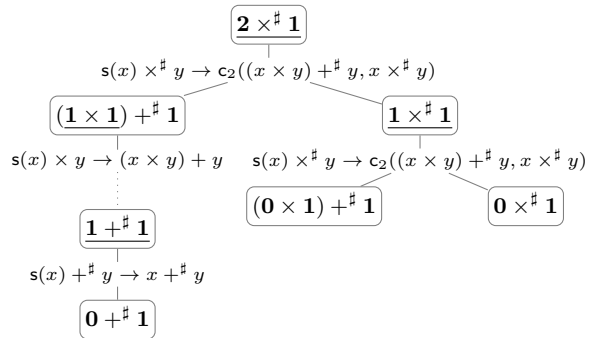 2 ×♯ 1
s(x) ×♯ y → c₂((x × y) +♯ y, x ×♯ y)
(1 × 1) +♯ 1
1 ×♯ 1
s(x) × y → (x × y) + y
s(x) ×♯ y → c₂((x × y) +♯ y, x ×♯ y)
(0 × 1) +♯ 1
0 ×♯ 1
1 +♯ 1
s(x) +♯ y → x +♯ y
0 +♯ 1